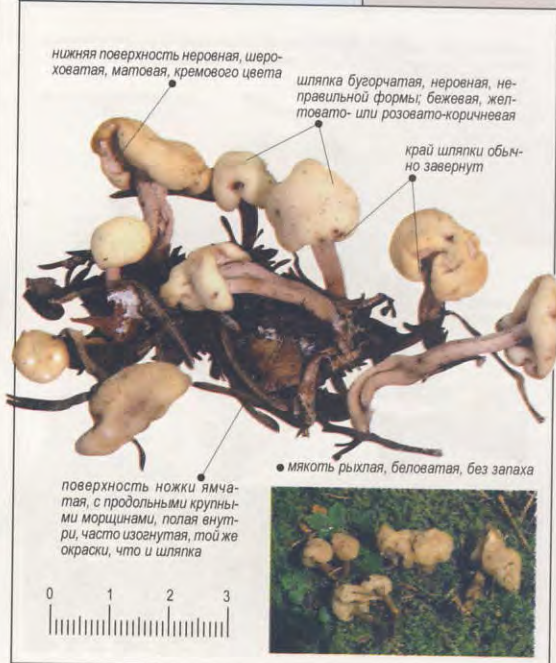 нижняя поверхность неровная, шеро-
ховатая, матовая, кремового цвета
шляпка бугорчатая, неровная, не-
правильной формы; бежевая, жел-
товато- или розовато-коричневая
край шляпки обыч-
но завернут
поверхность ножки ямча-
тая, с продольными крупны-
ми морщинами, полая внут-
ри, часто изогнутая, той же
окраски, что и шляпка
мякоть рыхлая, беловатая, без запаха
0 1 2 3